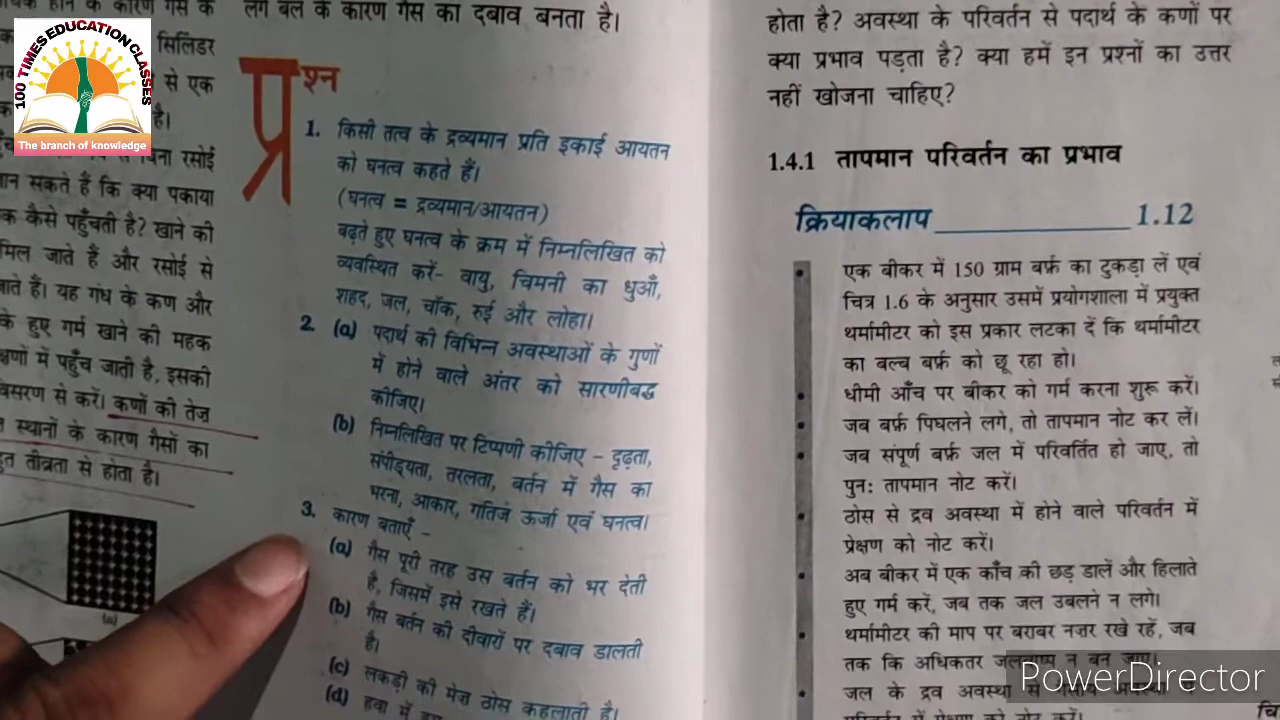 100 TIMES EDUCATION CLASSES
The branch of knowledge
के कारण गैस के
सिलिंडर
से एक
है।
रसोई
सकते हैं कि क्या पकाया
कैसे पहुँचती है? खाने की
मिल जाते हैं और रसोई से
जाते हैं। यह गंध के कण और
के हुए गर्म खाने की महक
में पहुँच जाती है, इसकी
से करें। कणों की तेज़
स्थानों के कारण गैसों का
तीव्रता से होता है।
(a)
लगे बल के कारण गैस का दबाव बनता है।
प्रश्न
1. किसी तत्व के द्रव्यमान प्रति इकाई आयतन
को घनत्व कहते हैं।
(घनत्व = द्रव्यमान/आयतन)
बढ़ते हुए घनत्व के क्रम में निम्नलिखित को
व्यवस्थित करें- वायु, चिमनी का धुआँ,
शहद, जल, चॉक, रुई और लोहा।
2. (a) पदार्थ की विभिन्न अवस्थाओं के गुणों
में होने वाले अंतर को सारणीबद्ध
कीजिए।
(b) निम्नलिखित पर टिप्पणी कीजिए – दृढ़ता,
संपीड्यता, तरलता, बर्तन में गैस का
भरना, आकार, गतिज ऊर्जा एवं घनत्व।
3. कारण बताएँ –
(a) गैस पूरी तरह उस बर्तन को भर देती
है, जिसमें इसे रखते हैं।
(b) गैस बर्तन की दीवारों पर दबाव डालती
है।
(c) लकड़ी की मेज़ ठोस कहलाती है।
(d) हवा में हम
होता है? अवस्था के परिवर्तन से पदार्थ के कणों पर
क्या प्रभाव पड़ता है? क्या हमें इन प्रश्नों का उत्तर
नहीं खोजना चाहिए?
1.4.1 तापमान परिवर्तन का प्रभाव
क्रियाकलाप 1.12
एक बीकर में 150 ग्राम बर्फ़ का टुकड़ा लें एवं
चित्र 1.6 के अनुसार उसमें प्रयोगशाला में प्रयुक्त
थर्मामीटर को इस प्रकार लटका दें कि थर्मामीटर
का बल्ब बर्फ़ को छू रहा हो।
धीमी आँच पर बीकर को गर्म करना शुरू करें।
जब बर्फ़ पिघलने लगे, तो तापमान नोट कर लें।
जब संपूर्ण बर्फ़ जल में परिवर्तित हो जाए, तो
पुनः तापमान नोट करें।
ठोस से द्रव अवस्था में होने वाले परिवर्तन में
प्रेक्षण को नोट करें।
अब बीकर में एक काँच की छड़ डालें और हिलाते
हुए गर्म करें, जब तक जल उबलने न लगे।
थर्मामीटर की माप पर बराबर नज़र रखे रहें, जब
तक कि अधिकतर जलवाष्प न बन जाए।
जल के द्रव अवस्था से
में प्रेक्षण को नोट करें।
PowerDirector